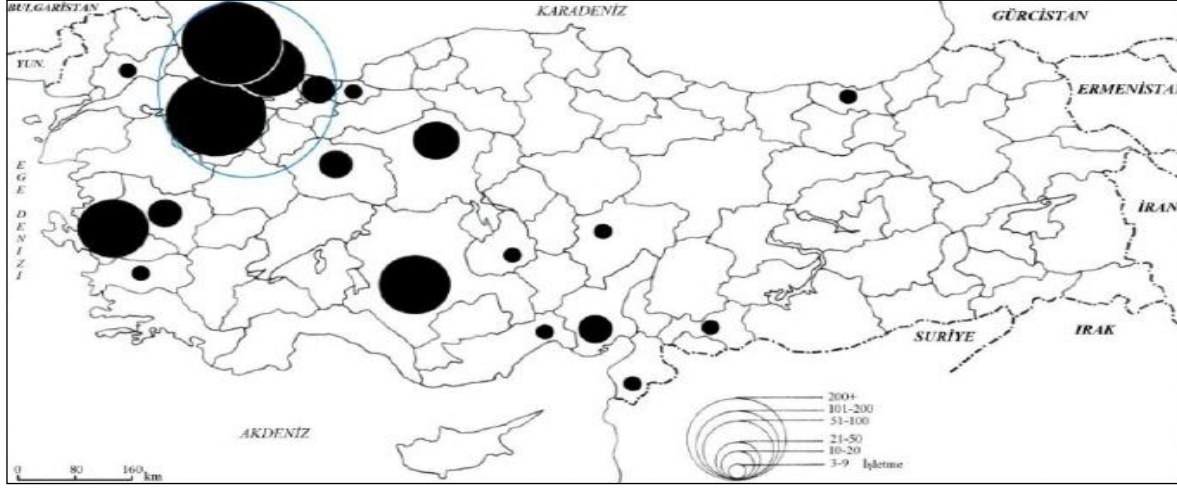 BULGARİSTAN
KARADENİZ
GÜRCİSTAN
YUN.
ERMENİSTAN
EGE DENİZİ
İRAN
SURİYE
IRAK
AKDENİZ
200+
101-200
51-100
21-50
10-20
3-9 İşletme
0 80 160
km